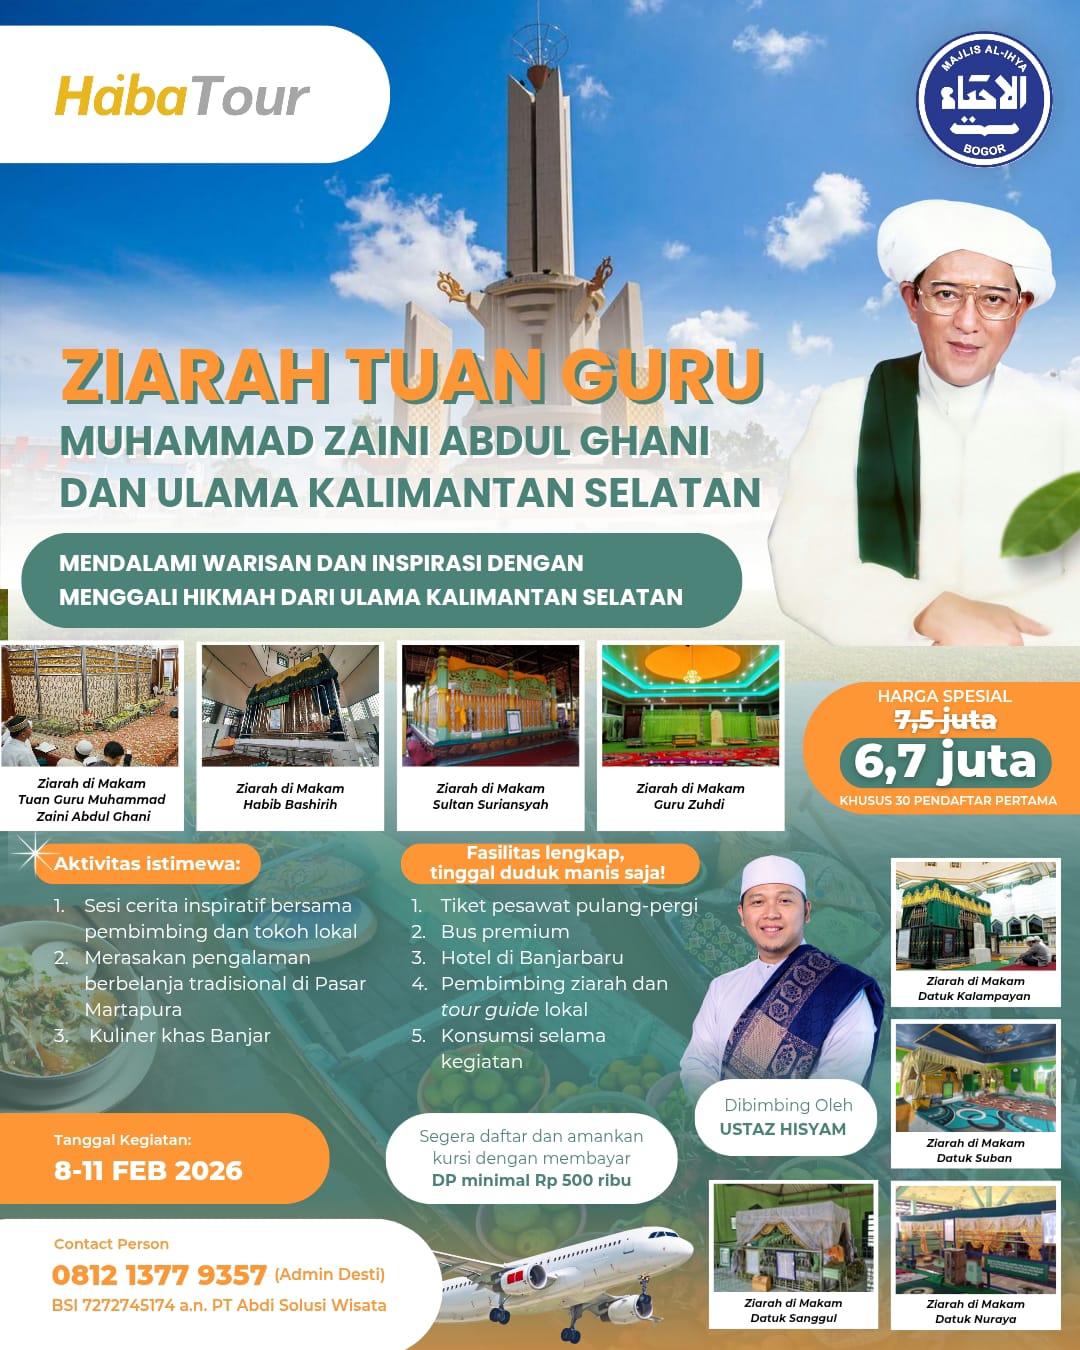 HabaTour
MAJLIS AL-IHYA
الاحياء
BOGOR
ZIARAH TUAN GURU
MUHAMMAD ZAINI ABDUL GHANI
DAN ULAMA KALIMANTAN SELATAN
MENDALAMI WARISAN DAN INSPIRASI DENGAN
MENGGALI HIKMAH DARI ULAMA KALIMANTAN SELATAN
Ziarah di Makam
Tuan Guru Muhammad
Zaini Abdul Ghani
Ziarah di Makam
Habib Bashirih
Ziarah di Makam
Sultan Suriansyah
Ziarah di Makam
Guru Zuhdi
HARGA SPESIAL
7,5 juta
6,7 juta
KHUSUS 30 PENDAFTAR PERTAMA
Aktivitas istimewa:
1. Sesi cerita inspiratif bersama
pembimbing dan tokoh lokal
2. Merasakan pengalaman
berbelanja tradisional di Pasar
Martapura
3. Kuliner khas Banjar
Fasilitas lengkap,
tinggal duduk manis saja!
1. Tiket pesawat pulang-pergi
2. Bus premium
3. Hotel di Banjarbaru
4. Pembimbing ziarah dan
tour guide lokal
5. Konsumsi selama
kegiatan
Dibimbing Oleh
USTAZ HISYAM
Ziarah di Makam
Datuk Kalampayan
Ziarah di Makam
Datuk Suban
Ziarah di Makam
Datuk Sanggul
Ziarah di Makam
Datuk Nuraya
Tanggal Kegiatan:
8-11 FEB 2026
Segera daftar dan amankan
kursi dengan membayar
DP minimal Rp 500 ribu
Contact Person
0812 1377 9357 (Admin Desti)
BSI 7272745174 a.n. PT Abdi Solusi Wisata